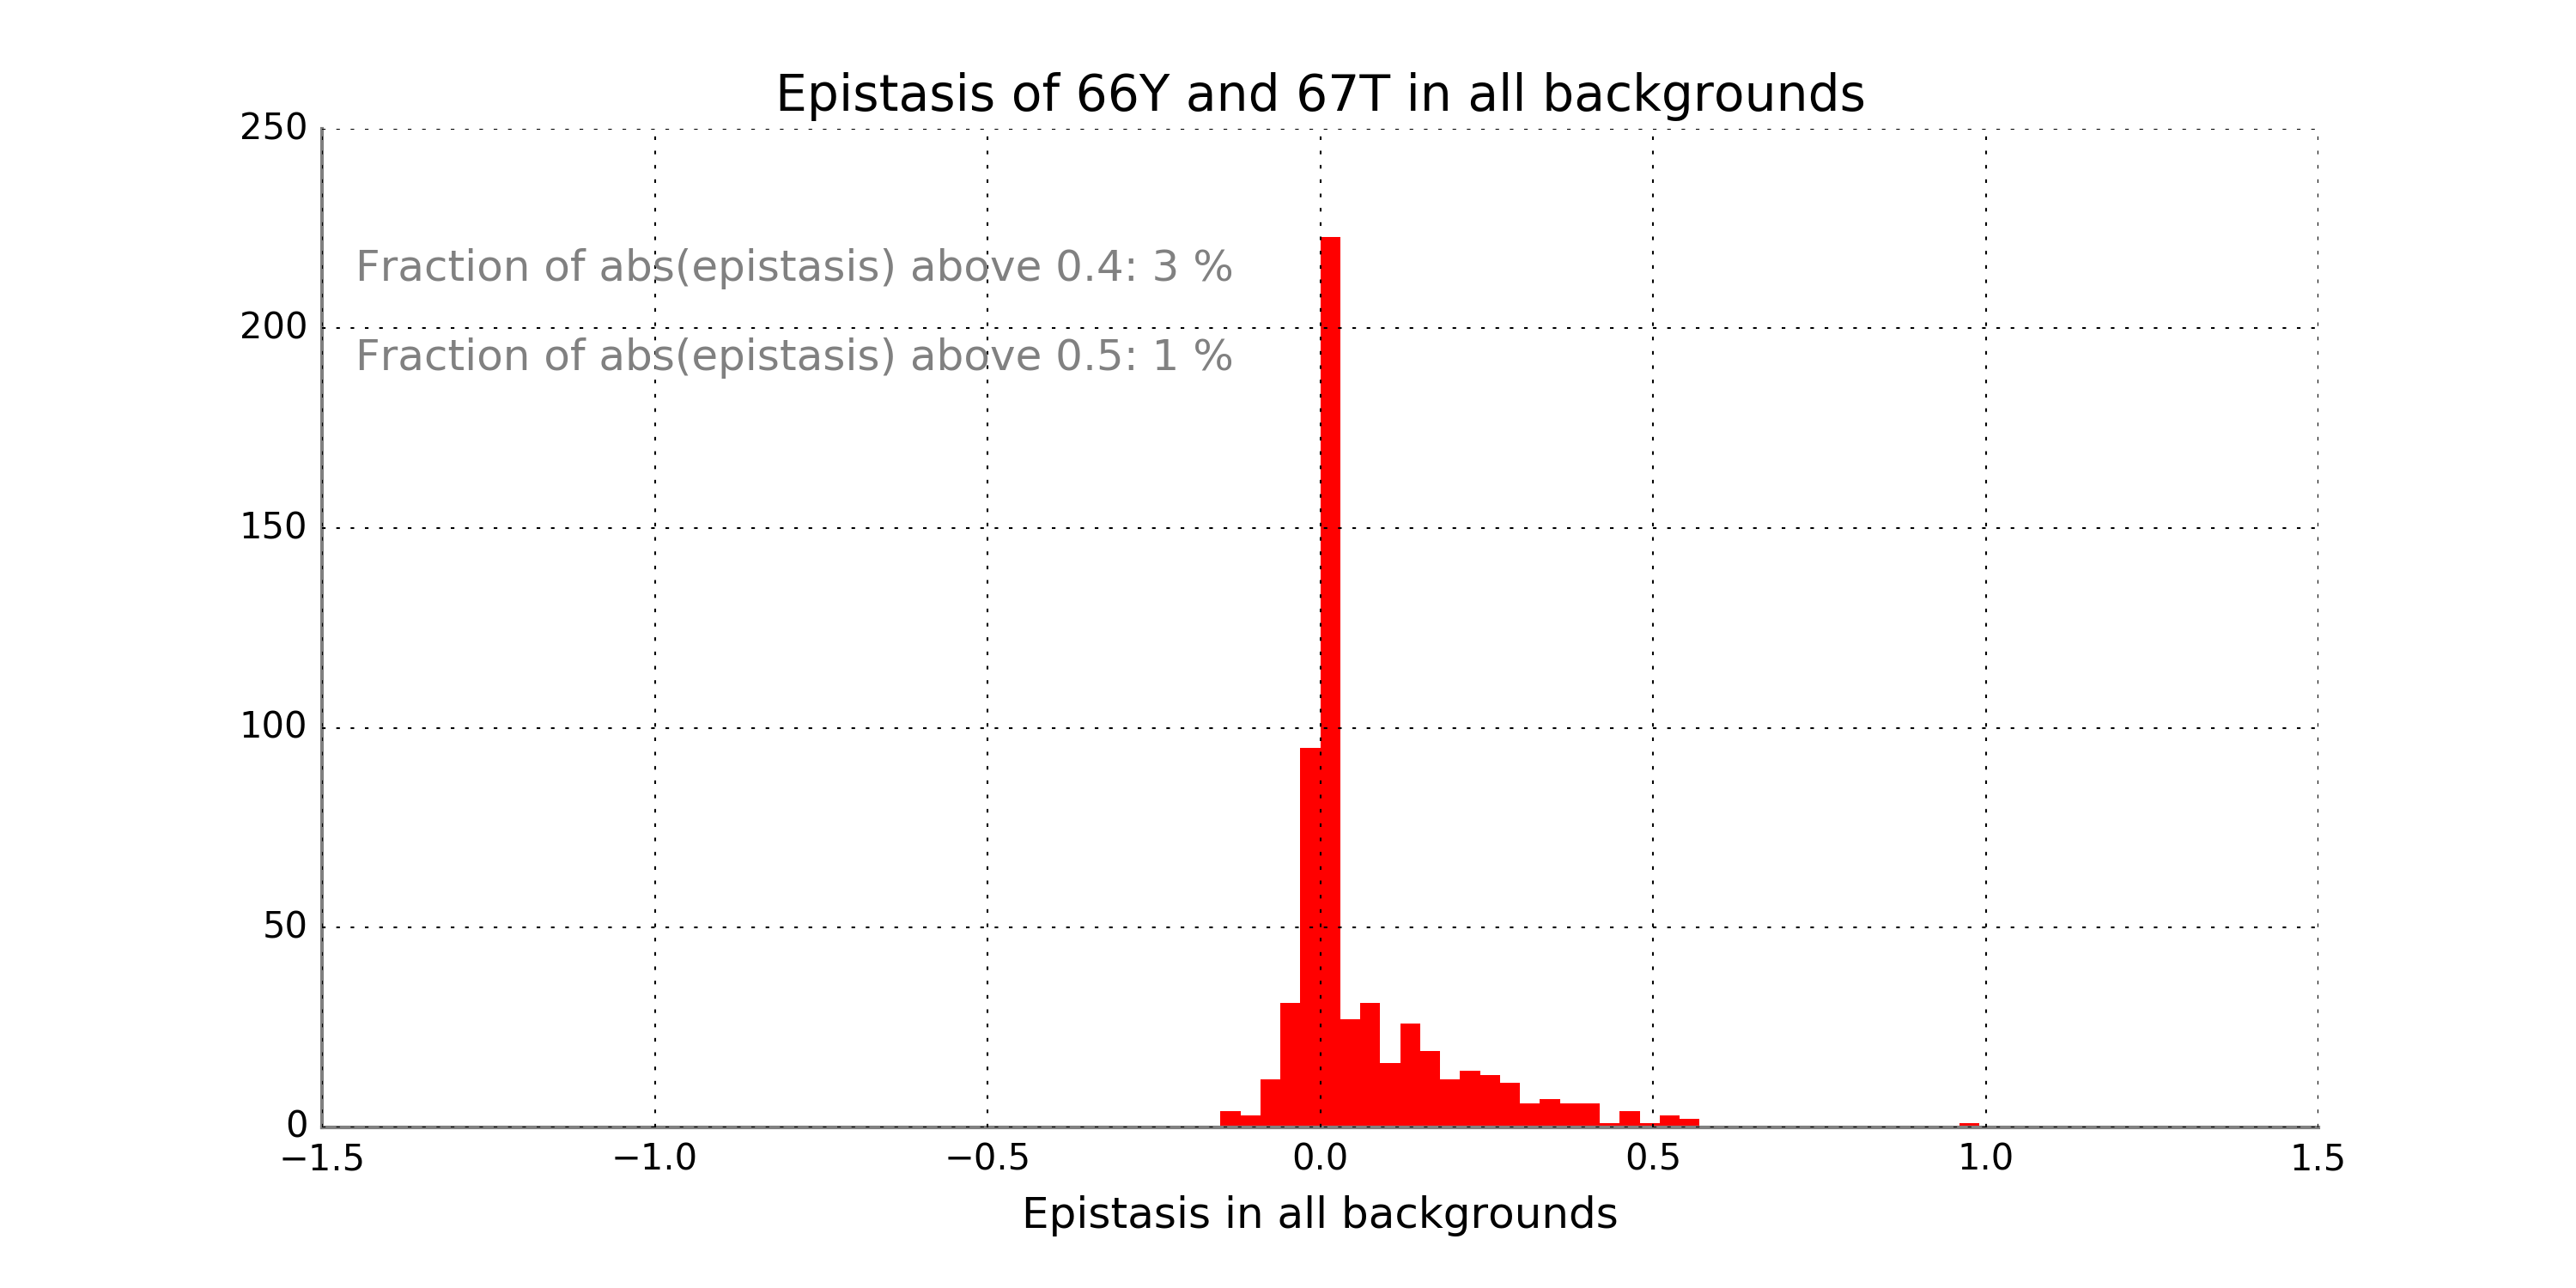 Epistasis of 66Y and 67T in all backgrounds
250
Fraction of abs(epistasis) above 0.4: 3 %
200
Fraction of abs(epistasis) above 0.5: 1 %
150
100
50
0
−1.5 −1.0 −0.5 0.0 0.5 1.0 1.5
Epistasis in all backgrounds